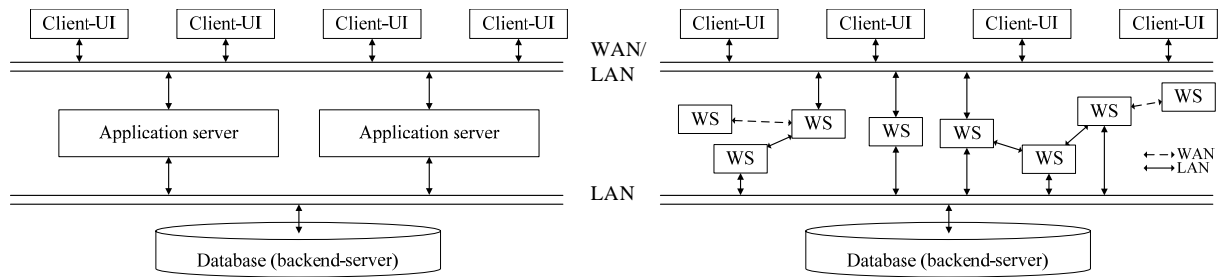 Client-UI Client-UI Client-UI Client-UI
WAN/
LAN
Application server Application server
LAN
Database (backend-server)
Client-UI Client-UI Client-UI Client-UI
WS
WS WS WS
WS WS
WS WS
WS
WAN
LAN
Database (backend-server)